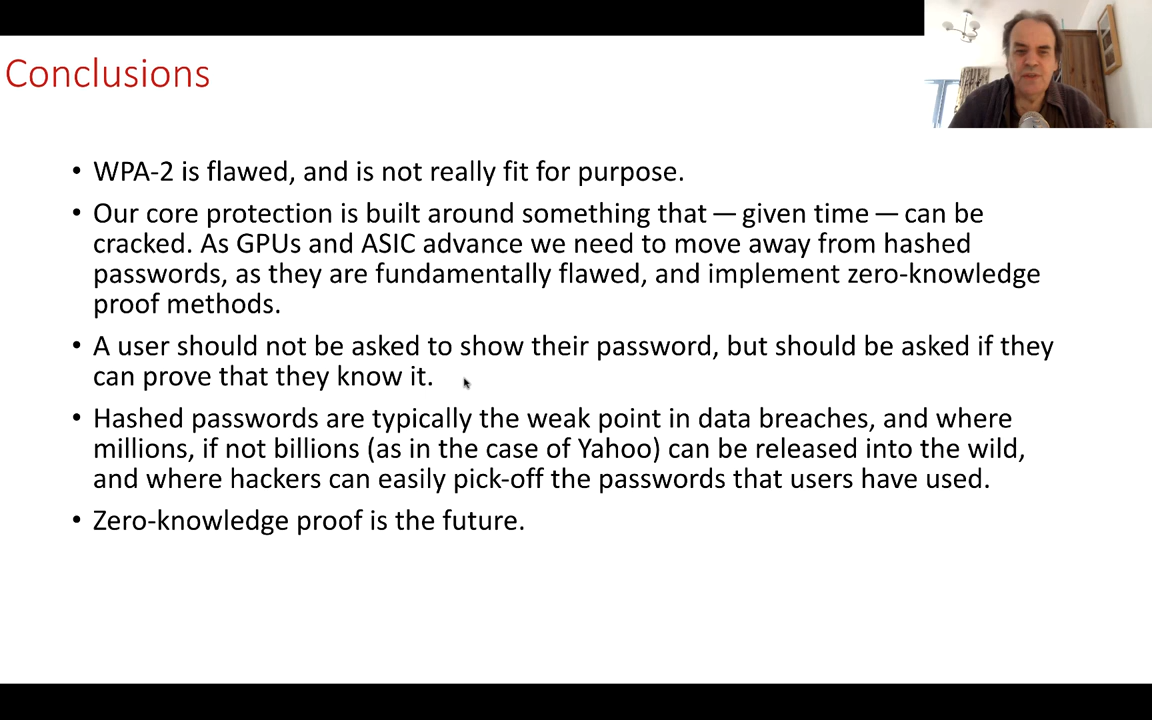 Conclusions
• WPA-2 is flawed, and is not really fit for purpose.
• Our core protection is built around something that — given time — can be
cracked. As GPUs and ASIC advance we need to move away from hashed
passwords, as they are fundamentally flawed, and implement zero-knowledge
proof methods.
• A user should not be asked to show their password, but should be asked if they
can prove that they know it.
• Hashed passwords are typically the weak point in data breaches, and where
millions, if not billions (as in the case of Yahoo) can be released into the wild,
and where hackers can easily pick-off the passwords that users have used.
• Zero-knowledge proof is the future.